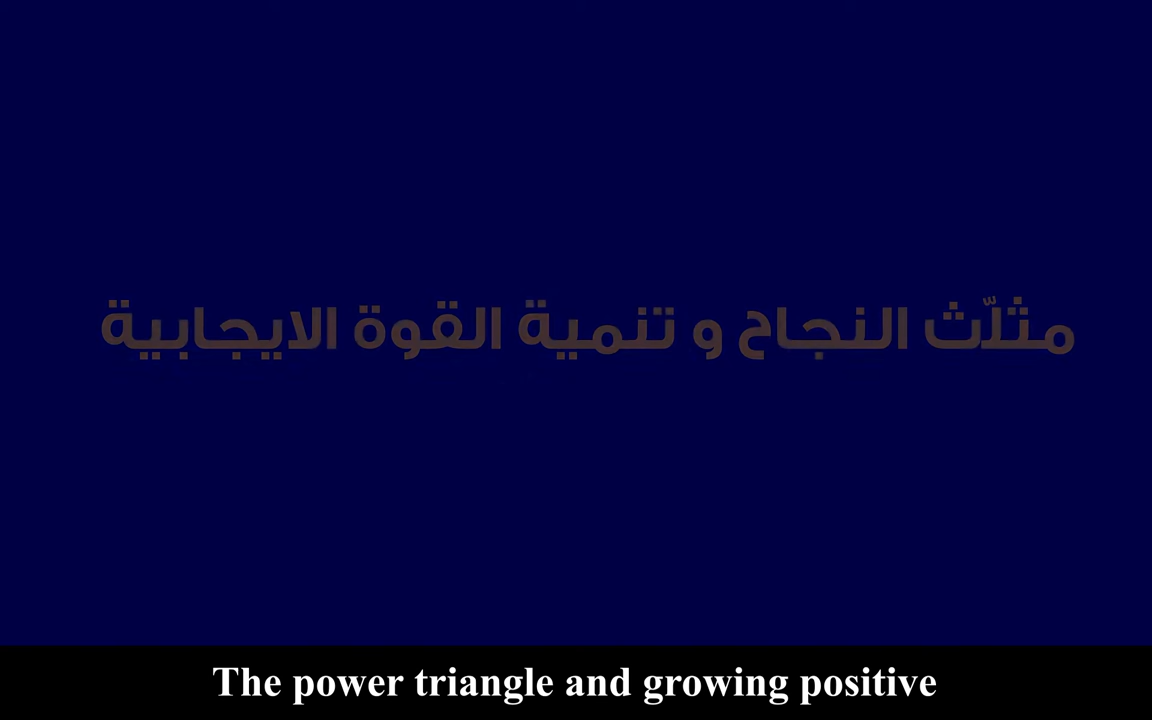 مثلّث النجاح و تنمية القوة الايجابية
The power triangle and growing positive